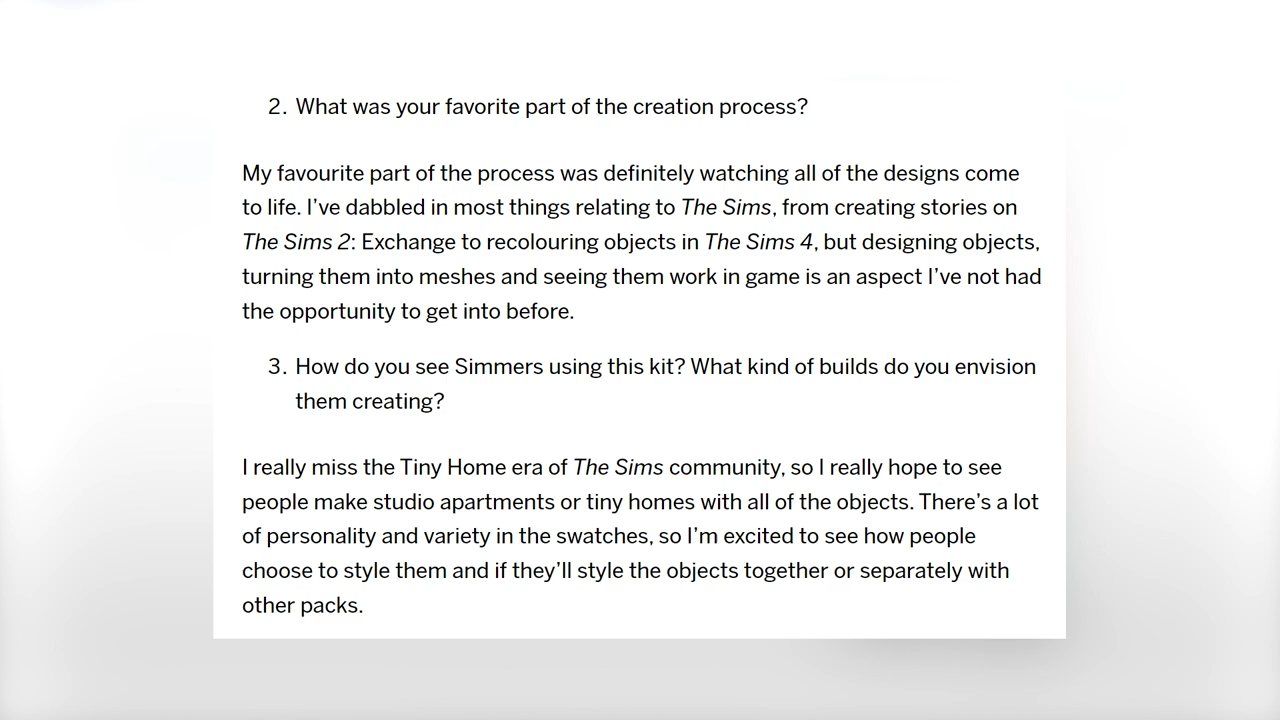 2. What was your favorite part of the creation process?
My favourite part of the process was definitely watching all of the designs come
to life. I've dabbled in most things relating to The Sims, from creating stories on
The Sims 2: Exchange to recolouring objects in The Sims 4, but designing objects,
turning them into meshes and seeing them work in game is an aspect I've not had
the opportunity to get into before.
3. How do you see Simmers using this kit? What kind of builds do you envision
them creating?
I really miss the Tiny Home era of The Sims community, so I really hope to see
people make studio apartments or tiny homes with all of the objects. There's a lot
of personality and variety in the swatches, so I'm excited to see how people
choose to style them and if they'll style the objects together or separately with
other packs.